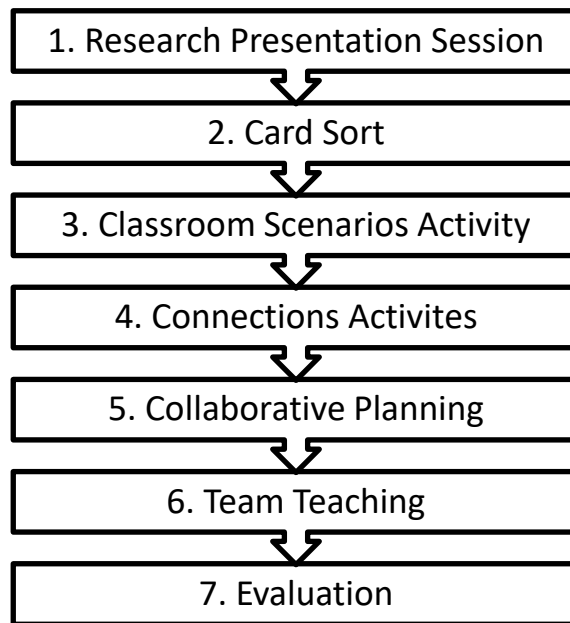 1. Research Presentation Session
2. Card Sort
3. Classroom Scenarios Activity
4. Connections Activites
5. Collaborative Planning
6. Team Teaching
7. Evaluation